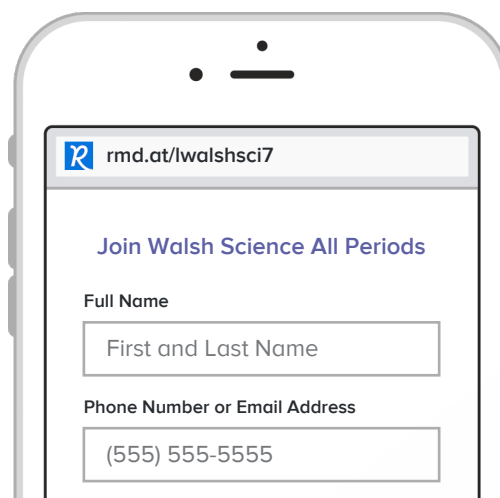 rmd.at/lwalshsci7
Join Walsh Science All Periods
Full Name
First and Last Name
Phone Number or Email Address
(555) 555-5555